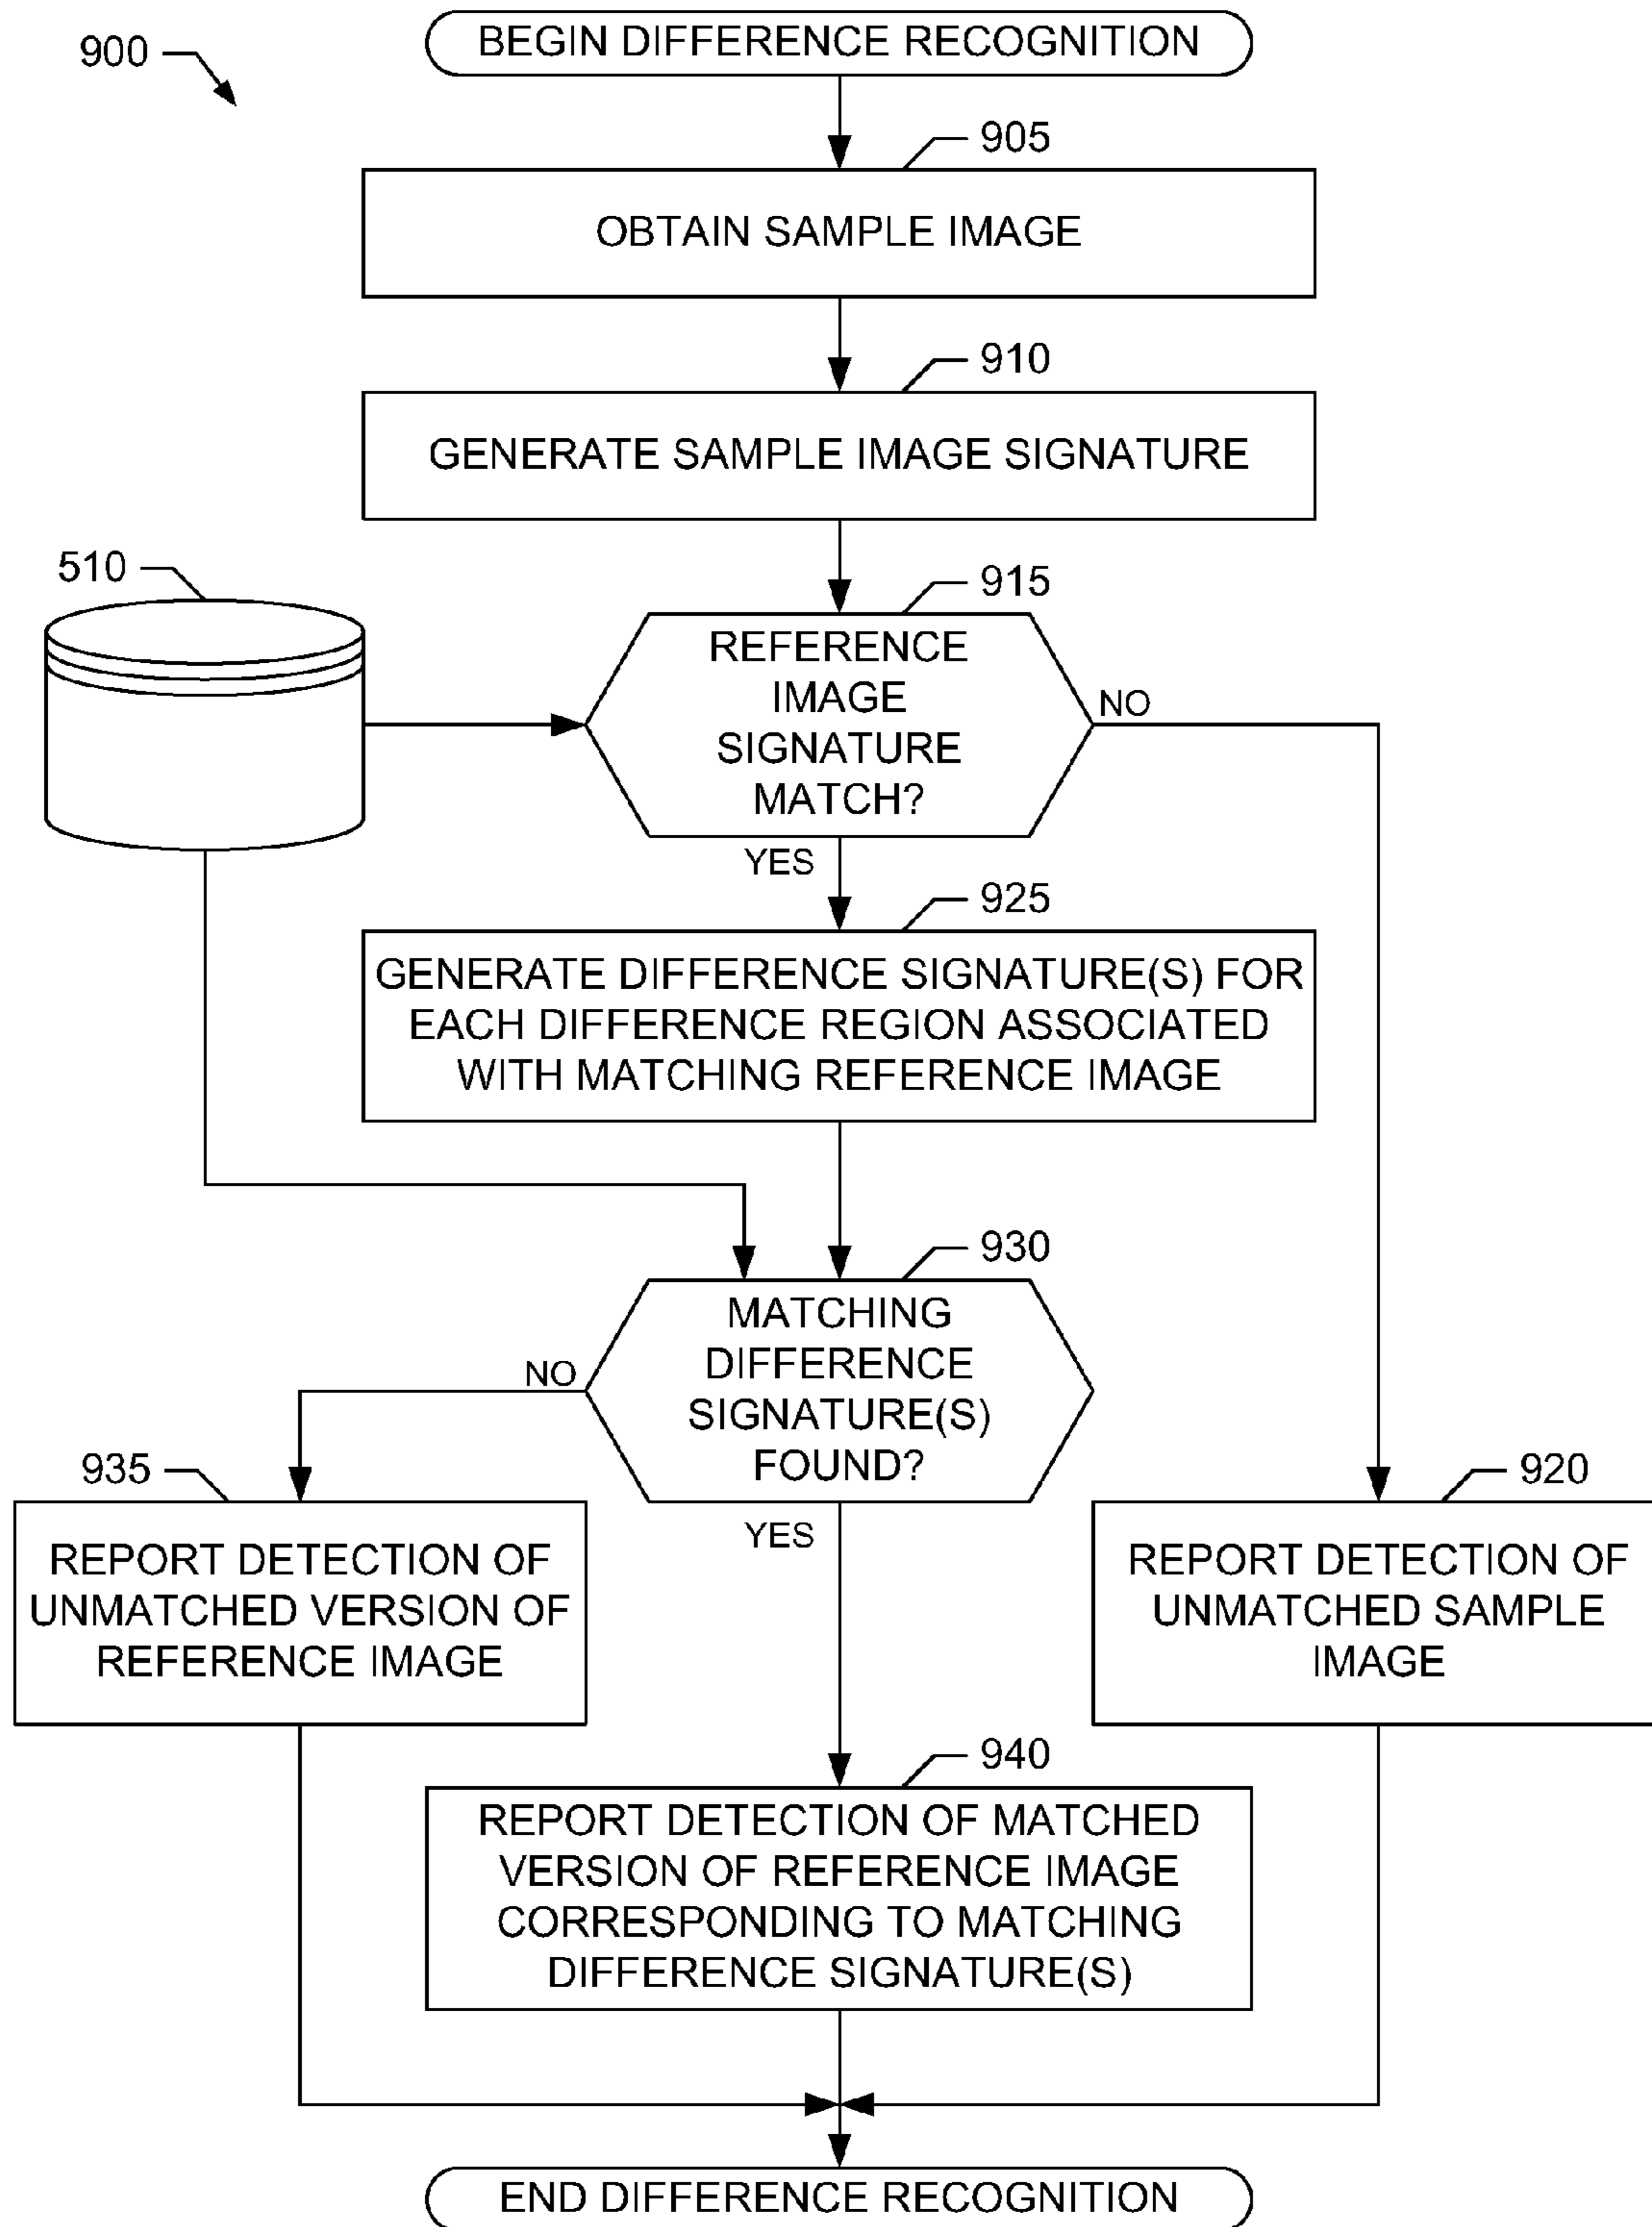 900
BEGIN DIFFERENCE RECOGNITION
905
OBTAIN SAMPLE IMAGE
910
GENERATE SAMPLE IMAGE SIGNATURE
510
915
REFERENCE
IMAGE
SIGNATURE
MATCH?
NO
YES
925
GENERATE DIFFERENCE SIGNATURE(S) FOR
EACH DIFFERENCE REGION ASSOCIATED
WITH MATCHING REFERENCE IMAGE
930
MATCHING
DIFFERENCE
SIGNATURE(S)
FOUND?
NO
YES
935
REPORT DETECTION OF
UNMATCHED VERSION OF
REFERENCE IMAGE
920
REPORT DETECTION OF
UNMATCHED SAMPLE
IMAGE
940
REPORT DETECTION OF MATCHED
VERSION OF REFERENCE IMAGE
CORRESPONDING TO MATCHING
DIFFERENCE SIGNATURE(S)
END DIFFERENCE RECOGNITION